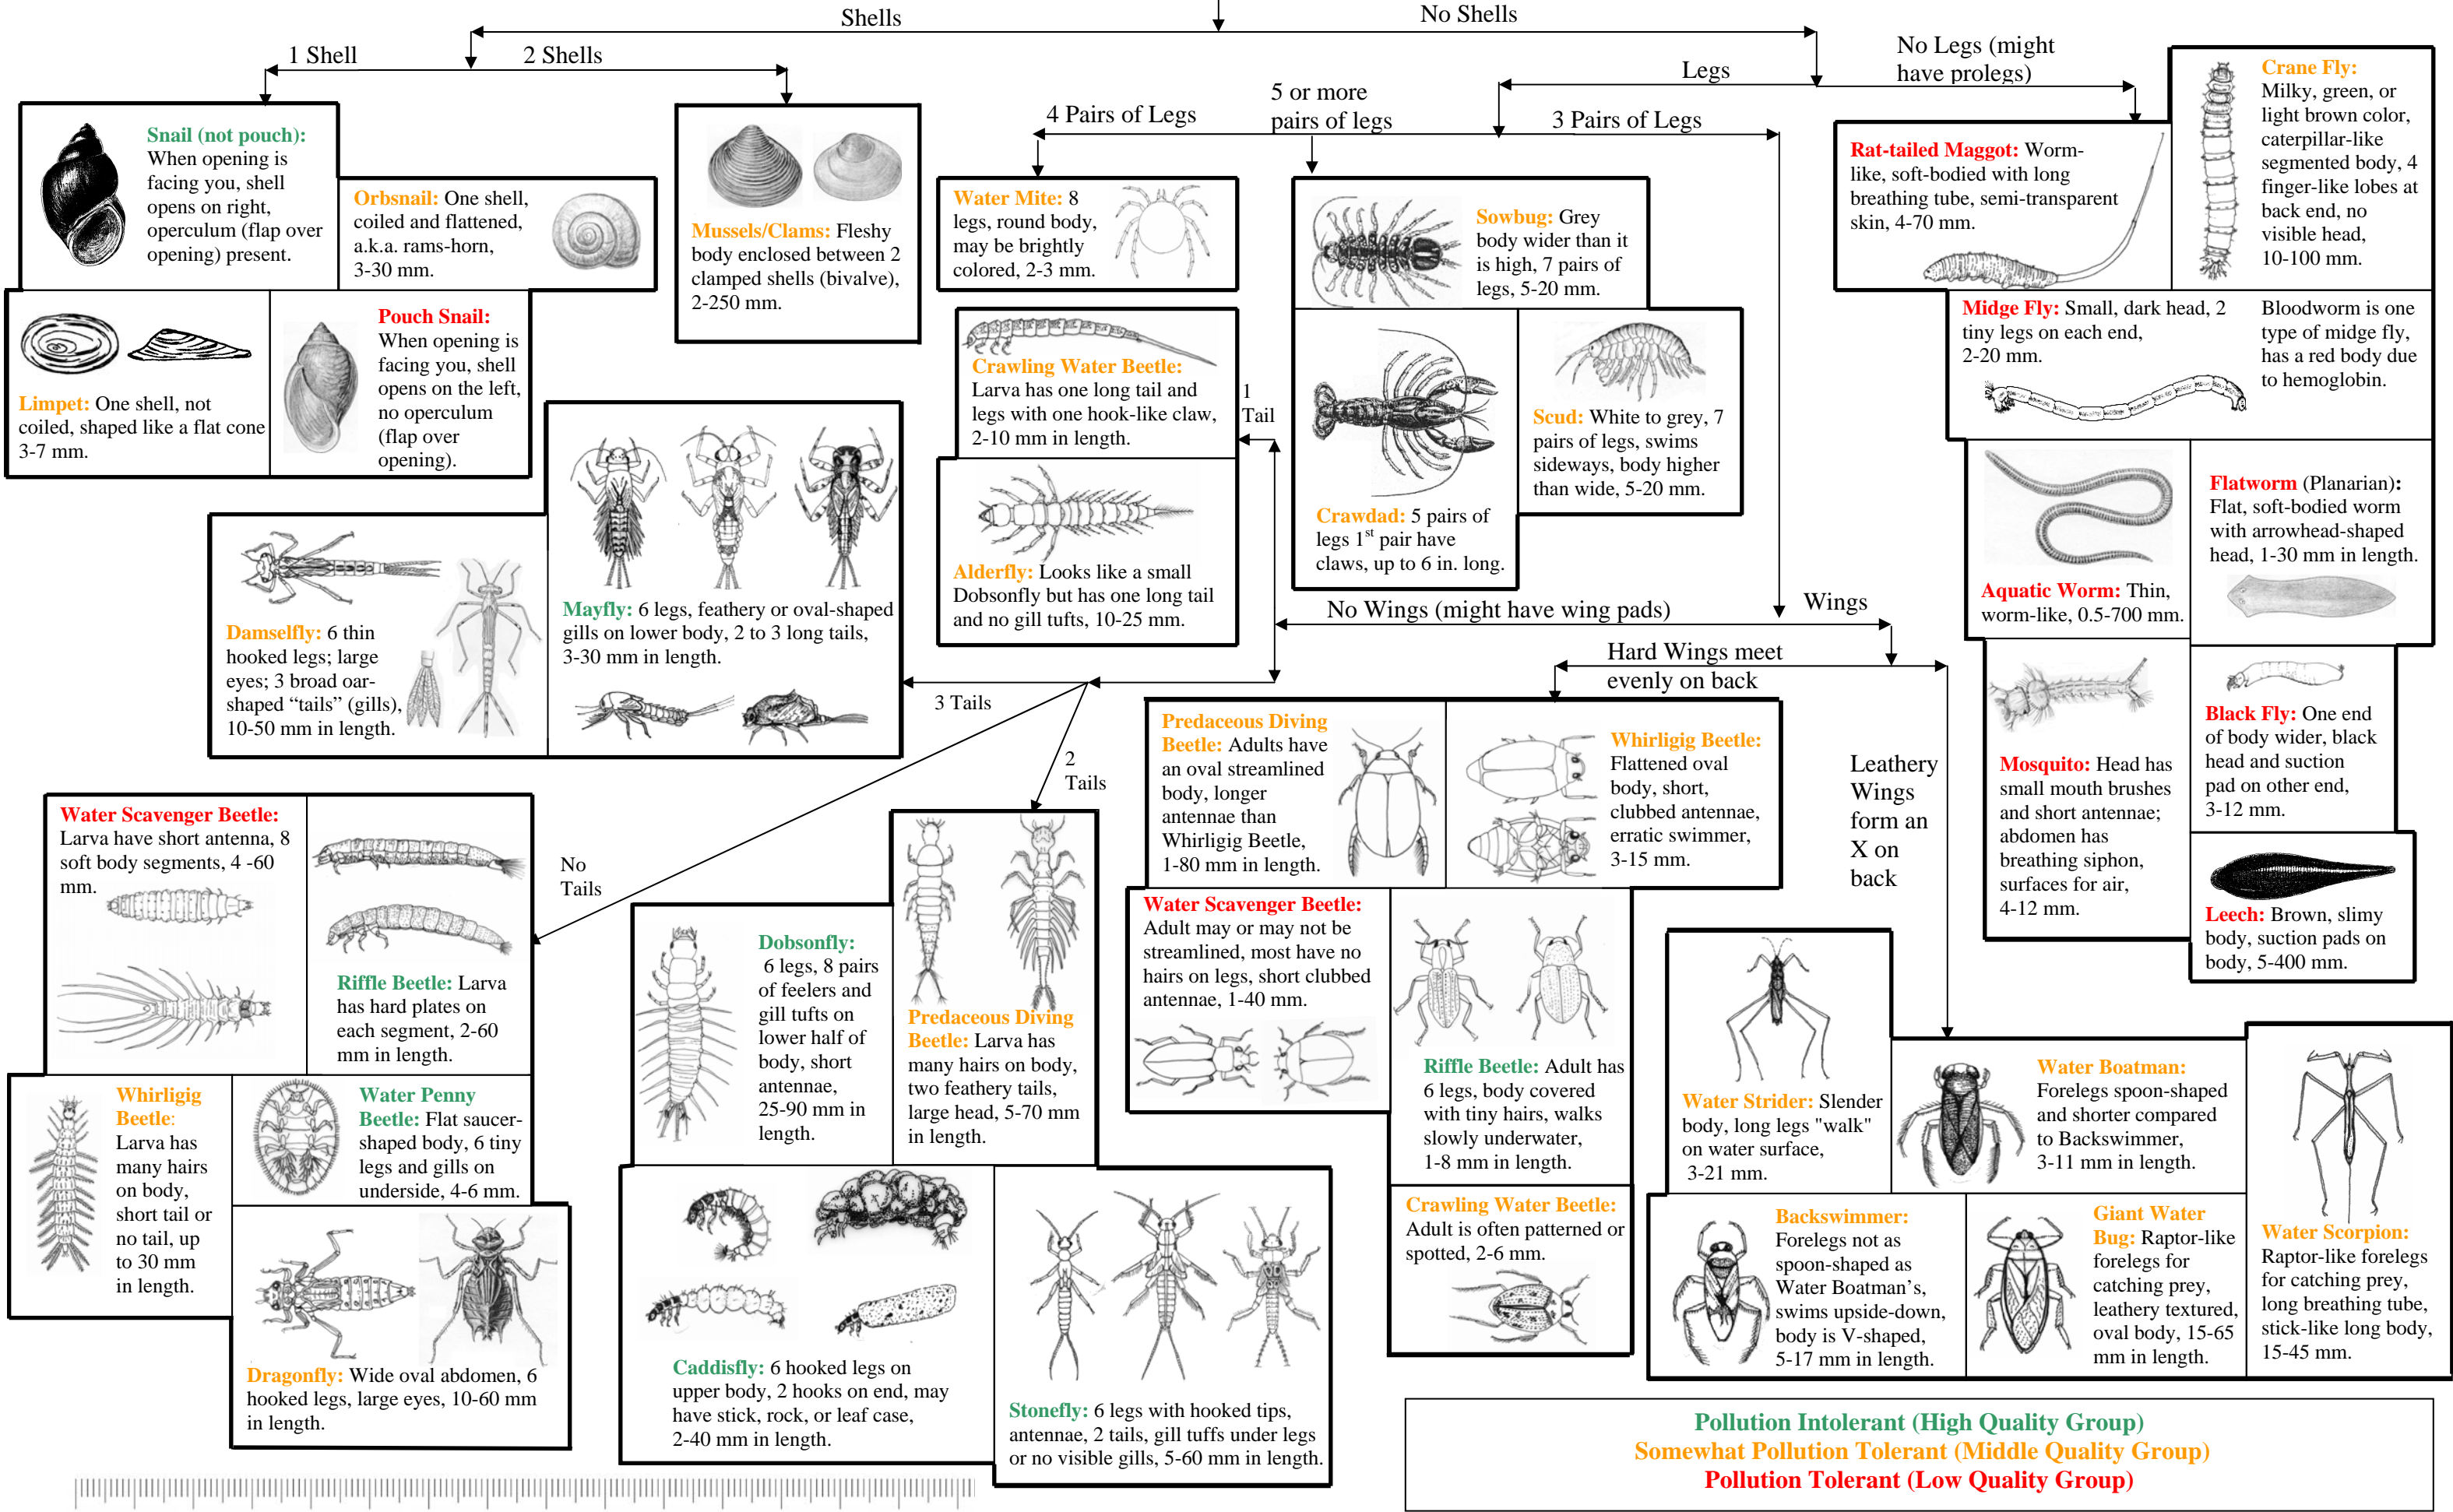 Shells
No Shells
1 Shell
2 Shells
Snail (not pouch):
When opening is
facing you, shell
opens on right,
operculum (flap over
opening) present.
Orbsnail: One shell,
coiled and flattened,
a.k.a. rams-horn,
3-30 mm.
Limpet: One shell, not
coiled, shaped like a flat cone
3-7 mm.
Pouch Snail:
When opening is
facing you, shell
opens on the left,
no operculum
(flap over
opening).
Mussels/Clams: Fleshy
body enclosed between 2
clamped shells (bivalve),
2-250 mm.
Legs
No Legs (might
have prolegs)
4 Pairs of Legs
5 or more
pairs of legs
3 Pairs of Legs
Water Mite: 8
legs, round body,
may be brightly
colored, 2-3 mm.
Sowbug: Grey
body wider than it
is high, 7 pairs of
legs, 5-20 mm.
Crawdad: 5 pairs of
legs 1st pair have
claws, up to 6 in. long.
Scud: White to grey, 7
pairs of legs, swims
sideways, body higher
than wide, 5-20 mm.
Rat-tailed Maggot: Worm-
like, soft-bodied with long
breathing tube, semi-transparent
skin, 4-70 mm.
Crane Fly:
Milky, green, or
light brown color,
caterpillar-like
segmented body, 4
finger-like lobes at
back end, no
visible head,
10-100 mm.
Midge Fly: Small, dark head, 2
tiny legs on each end,
2-20 mm.
Bloodworm is one
type of midge fly,
has a red body due
to hemoglobin.
Aquatic Worm: Thin,
worm-like, 0.5-700 mm.
Flatworm (Planarian):
Flat, soft-bodied worm
with arrowhead-shaped
head, 1-30 mm in length.
Mosquito: Head has
small mouth brushes
and short antennae;
abdomen has
breathing siphon,
surfaces for air,
4-12 mm.
Black Fly: One end
of body wider, black
head and suction
pad on other end,
3-12 mm.
Leech: Brown, slimy
body, suction pads on
body, 5-400 mm.
No Wings (might have wing pads)
Wings
1
Tail
Crawling Water Beetle:
Larva has one long tail and
legs with one hook-like claw,
2-10 mm in length.
Alderfly: Looks like a small
Dobsonfly but has one long tail
and no gill tufts, 10-25 mm.
3 Tails
Damselfly: 6 thin
hooked legs; large
eyes; 3 broad oar-
shaped “tails” (gills),
10-50 mm in length.
Mayfly: 6 legs, feathery or oval-shaped
gills on lower body, 2 to 3 long tails,
3-30 mm in length.
2
Tails
Dobsonfly:
6 legs, 8 pairs
of feelers and
gill tufts on
lower half of
body, short
antennae,
25-90 mm in
length.
Predaceous Diving
Beetle: Larva has
many hairs on body,
two feathery tails,
large head, 5-70 mm
in length.
Caddisfly: 6 hooked legs on
upper body, 2 hooks on end, may
have stick, rock, or leaf case,
2-40 mm in length.
Stonefly: 6 legs with hooked tips,
antennae, 2 tails, gill tuffs under legs
or no visible gills, 5-60 mm in length.
No
Tails
Water Scavenger Beetle:
Larva have short antenna, 8
soft body segments, 4 -60
mm.
Riffle Beetle: Larva
has hard plates on
each segment, 2-60
mm in length.
Whirligig
Beetle:
Larva has
many hairs
on body,
short tail or
no tail, up
to 30 mm
in length.
Water Penny
Beetle: Flat saucer-
shaped body, 6 tiny
legs and gills on
underside, 4-6 mm.
Dragonfly: Wide oval abdomen, 6
hooked legs, large eyes, 10-60 mm
in length.
Hard Wings meet
evenly on back
Predaceous Diving
Beetle: Adults have
an oval streamlined
body, longer
antennae than
Whirligig Beetle,
1-80 mm in length.
Whirligig Beetle:
Flattened oval
body, short,
clubbed antennae,
erratic swimmer,
3-15 mm.
Water Scavenger Beetle:
Adult may or may not be
streamlined, most have no
hairs on legs, short clubbed
antennae, 1-40 mm.
Riffle Beetle: Adult has
6 legs, body covered
with tiny hairs, walks
slowly underwater,
1-8 mm in length.
Crawling Water Beetle:
Adult is often patterned or
spotted, 2-6 mm.
Leathery
Wings
form an
X on
back
Water Strider: Slender
body, long legs "walk"
on water surface,
3-21 mm.
Water Boatman:
Forelegs spoon-shaped
and shorter compared
to Backswimmer,
3-11 mm in length.
Backswimmer:
Forelegs not as
spoon-shaped as
Water Boatman’s,
swims upside-down,
body is V-shaped,
5-17 mm in length.
Giant Water
Bug: Raptor-like
forelegs for
catching prey,
leathery textured,
oval body, 15-65
mm in length.
Water Scorpion:
Raptor-like forelegs
for catching prey,
long breathing tube,
stick-like long body,
15-45 mm.
Pollution Intolerant (High Quality Group)
Somewhat Pollution Tolerant (Middle Quality Group)
Pollution Tolerant (Low Quality Group)